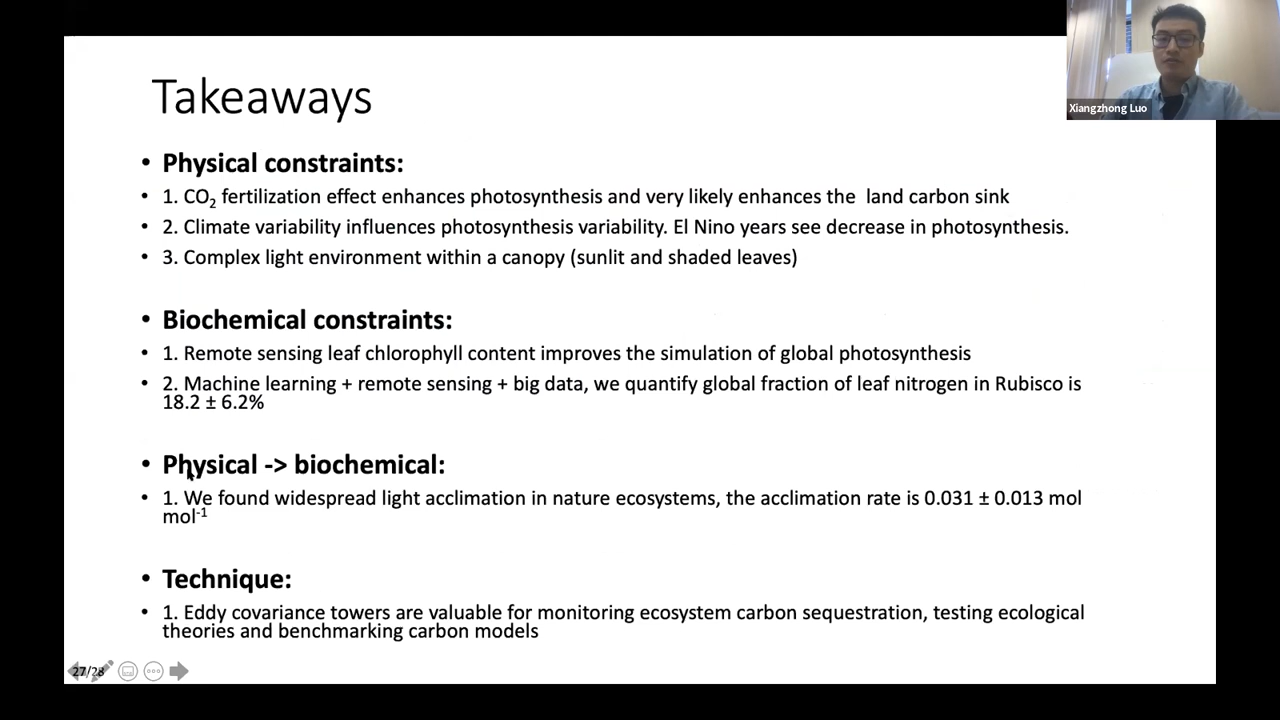 Takeaways
Xiangzhong Luo
• Physical constraints:
• 1. CO₂ fertilization effect enhances photosynthesis and very likely enhances the land carbon sink
• 2. Climate variability influences photosynthesis variability. El Nino years see decrease in photosynthesis.
• 3. Complex light environment within a canopy (sunlit and shaded leaves)
• Biochemical constraints:
• 1. Remote sensing leaf chlorophyll content improves the simulation of global photosynthesis
• 2. Machine learning + remote sensing + big data, we quantify global fraction of leaf nitrogen in Rubisco is
18.2 ± 6.2%
• Physical -> biochemical:
• 1. We found widespread light acclimation in nature ecosystems, the acclimation rate is 0.031 ± 0.013 mol
mol⁻¹
• Technique:
• 1. Eddy covariance towers are valuable for monitoring ecosystem carbon sequestration, testing ecological
theories and benchmarking carbon models
27/28